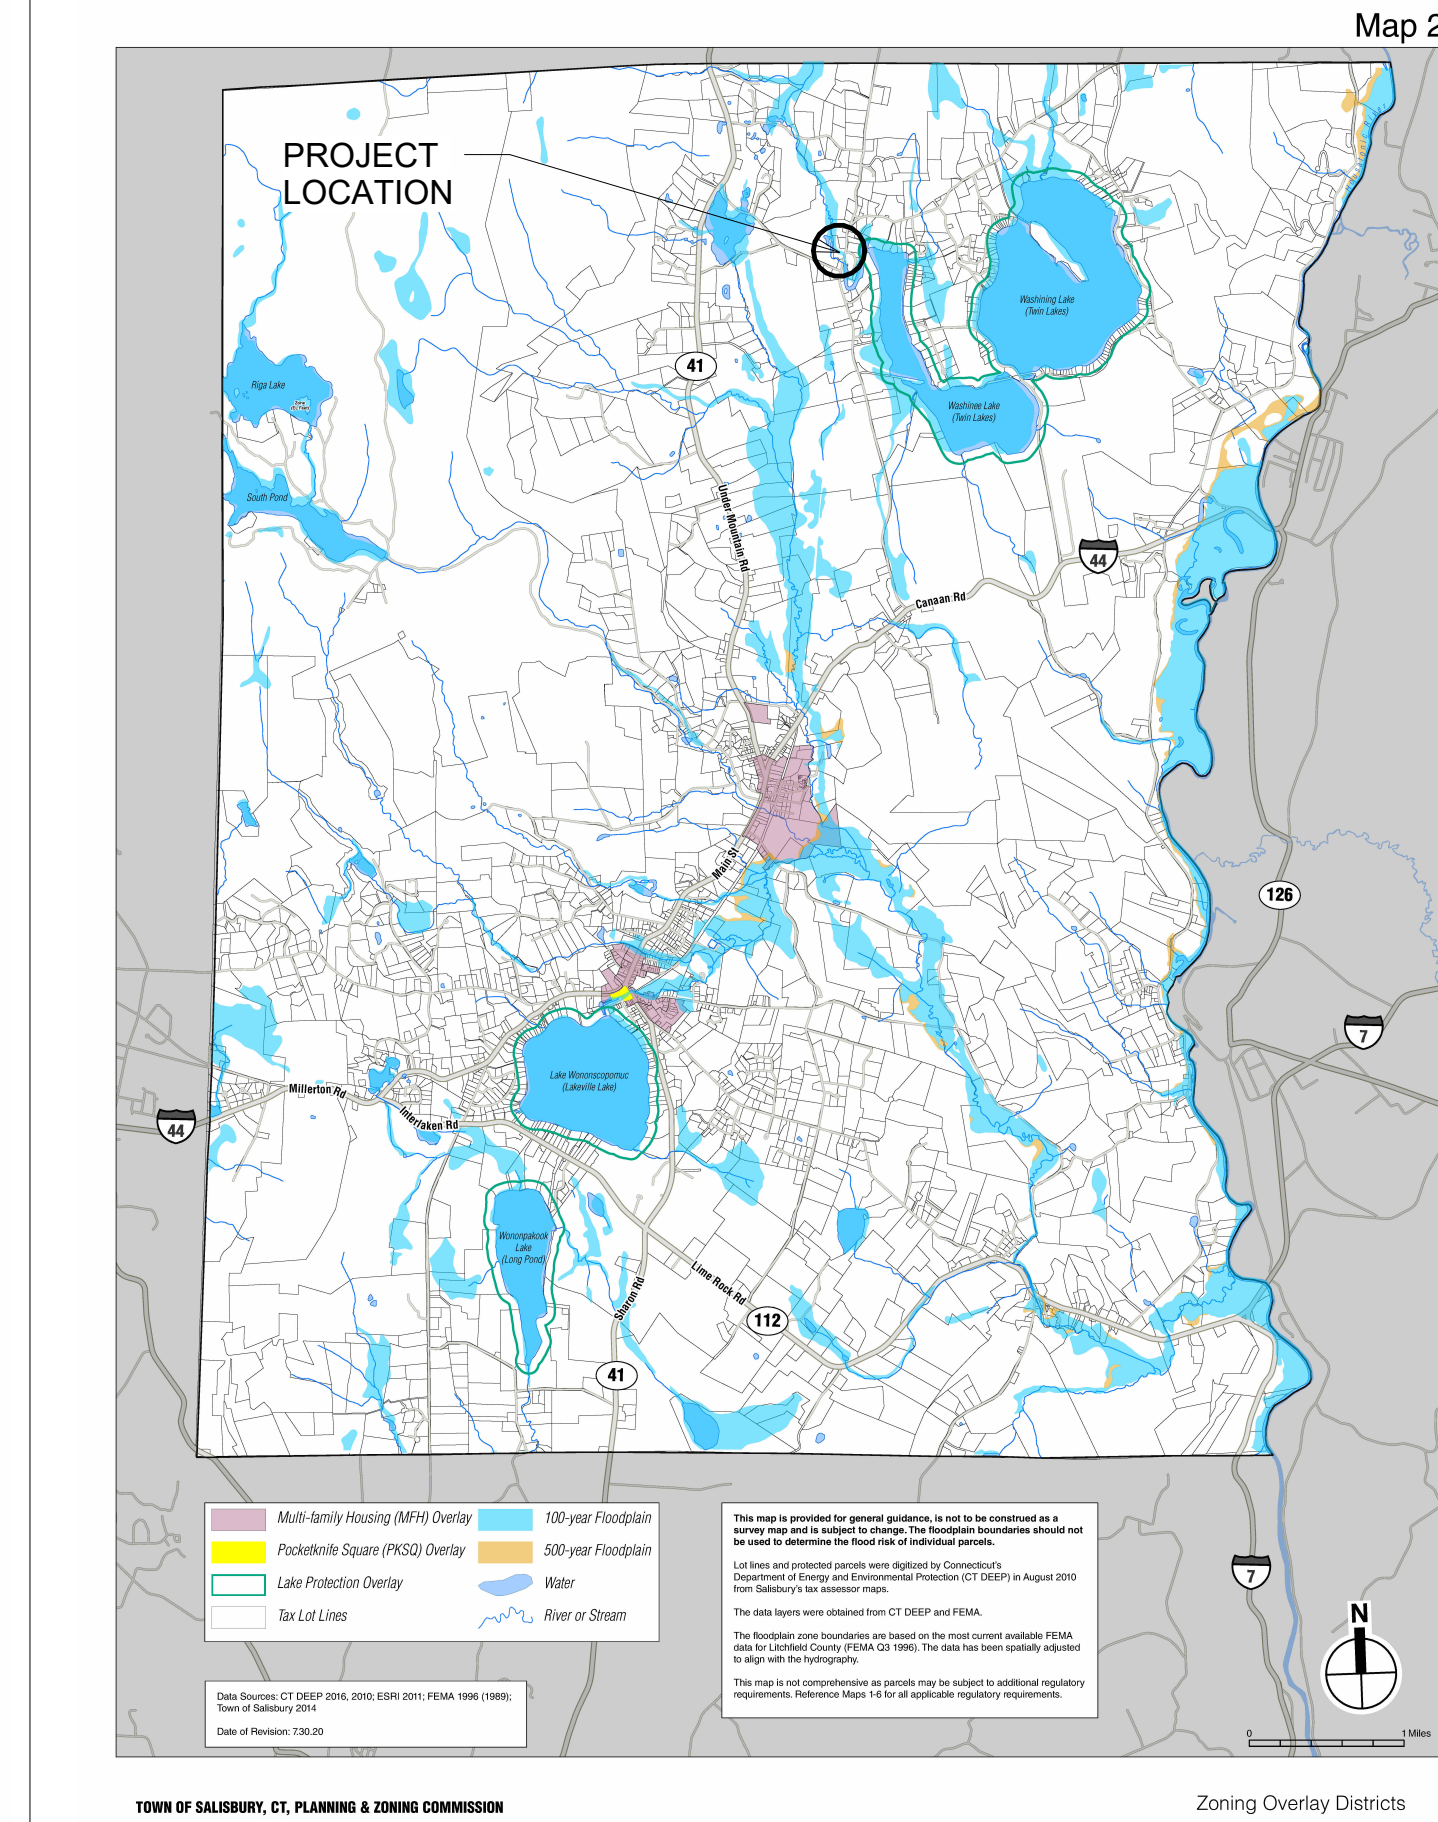 Map 2
PROJECT
LOCATION
Housatonic River
Washining Lake
(Twin Lakes)
41
Riga Lake
Washinee Lake
(Twin Lakes)
South Pond
Under Mountain Rd
44
Canaan Rd
Main St
126
7
Lake Wononscopomuc
(Lakeville Lake)
Millerton Rd
Interlaken Rd
44
Wononpakook
Lake
(Long Pond)
Sharon Rd
Lime Rock Rd
112
41
Multi-family Housing (MFH) Overlay
Pocketknife Square (PKSQ) Overlay
Lake Protection Overlay
Tax Lot Lines
100-year Floodplain
500-year Floodplain
Water
River or Stream
This map is provided for general guidance, is not to be construed as a
survey map and is subject to change. The floodplain boundaries should not
be used to determine the flood risk of individual parcels.
Lot lines and protected parcels were digitized by Connecticut's
Department of Energy and Environmental Protection (CT DEEP) in August 2010
from Salisbury's tax assessor maps.
The data layers were obtained from CT DEEP and FEMA.
The floodplain zone boundaries are based on the most current available FEMA
data for Litchfield County (FEMA Q3 1996). The data has been spatially adjusted
to align with the hydrography.
This map is not comprehensive as parcels may be subject to additional regulatory
requirements. Reference Maps 1-6 for all applicable regulatory requirements.
7
N
Data Sources: CT DEEP 2016, 2010; ESRI 2011; FEMA 1996 (1989);
Town of Salisbury 2014
Date of Revision: 7.30.20
0 1 Miles
TOWN OF SALISBURY, CT, PLANNING & ZONING COMMISSION
Zoning Overlay Districts